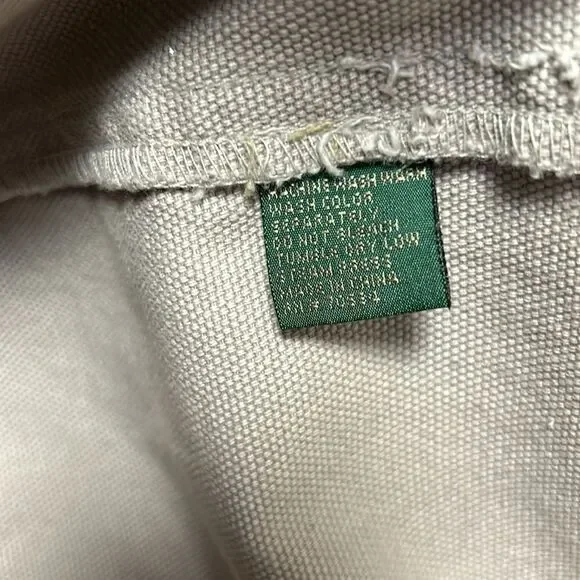 MACHINE WASH WARM
WASH COLOR
SEPARATELY
DO NOT BLEACH
TUMBLE DRY LOW
STEAM PRESS
MADE IN CHINA